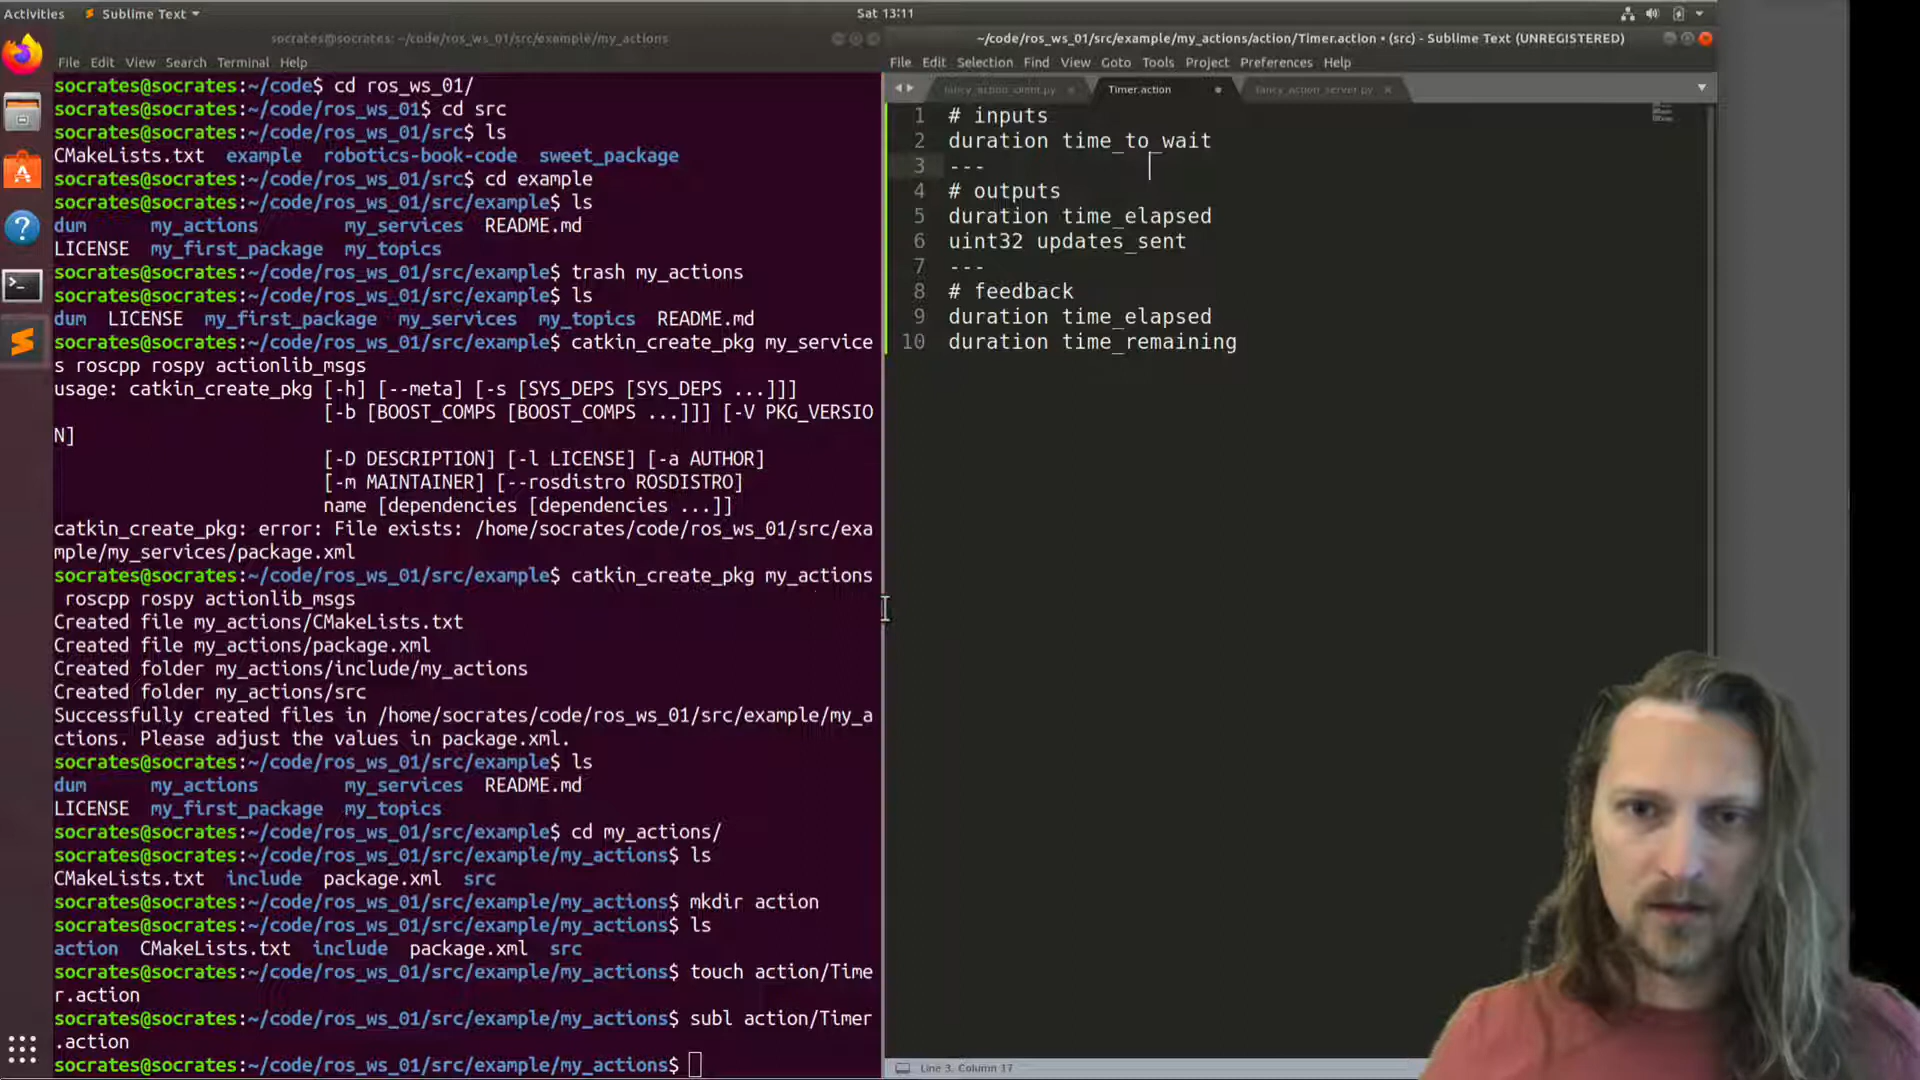 Activities
Sublime Text
Sat 13:11
socrates@socrates: ~/code/ros_ws_01/src/example/my_actions
File Edit View Search Terminal Help
socrates@socrates:~/code$ cd ros_ws_01/
socrates@socrates:~/code/ros_ws_01$ cd src
socrates@socrates:~/code/ros_ws_01/src$ ls
CMakeLists.txt example robotics-book-code sweet_package
socrates@socrates:~/code/ros_ws_01/src$ cd example
socrates@socrates:~/code/ros_ws_01/src/example$ ls
dum my_actions my_services README.md
LICENSE my_first_package my_topics
socrates@socrates:~/code/ros_ws_01/src/example$ trash my_actions
socrates@socrates:~/code/ros_ws_01/src/example$ ls
dum LICENSE my_first_package my_services my_topics README.md
socrates@socrates:~/code/ros_ws_01/src/example$ catkin_create_pkg my_service
s roscpp rospy actionlib_msgs
usage: catkin_create_pkg [-h] [--meta] [-s [SYS_DEPS [SYS_DEPS ...]]]
[-b [BOOST_COMPS [BOOST_COMPS ...]]] [-V PKG_VERSIO
N]
[-D DESCRIPTION] [-l LICENSE] [-a AUTHOR]
[-m MAINTAINER] [--rosdistro ROSDISTRO]
name [dependencies [dependencies ...]]
catkin_create_pkg: error: File exists: /home/socrates/code/ros_ws_01/src/exa
mple/my_services/package.xml
socrates@socrates:~/code/ros_ws_01/src/example$ catkin_create_pkg my_actions
roscpp rospy actionlib_msgs
Created file my_actions/CMakeLists.txt
Created file my_actions/package.xml
Created folder my_actions/include/my_actions
Created folder my_actions/src
Successfully created files in /home/socrates/code/ros_ws_01/src/example/my_a
ctions. Please adjust the values in package.xml.
socrates@socrates:~/code/ros_ws_01/src/example$ ls
dum my_actions my_services README.md
LICENSE my_first_package my_topics
socrates@socrates:~/code/ros_ws_01/src/example$ cd my_actions/
socrates@socrates:~/code/ros_ws_01/src/example/my_actions$ ls
CMakeLists.txt include package.xml src
socrates@socrates:~/code/ros_ws_01/src/example/my_actions$ mkdir action
socrates@socrates:~/code/ros_ws_01/src/example/my_actions$ ls
action CMakeLists.txt include package.xml src
socrates@socrates:~/code/ros_ws_01/src/example/my_actions$ touch action/Time
r.action
socrates@socrates:~/code/ros_ws_01/src/example/my_actions$ subl action/Timer
.action
socrates@socrates:~/code/ros_ws_01/src/example/my_actions$
~/code/ros_ws_01/src/example/my_actions/action/Timer.action • (src) - Sublime Text (UNREGISTERED)
File Edit Selection Find View Goto Tools Project Preferences Help
fancy_action_client.py Timer.action fancy_action_server.py
1 # inputs
2 duration time_to_wait
3 ---
4 # outputs
5 duration time_elapsed
6 uint32 updates_sent
7 ---
8 # feedback
9 duration time_elapsed
10 duration time_remaining
Line 3, Column 17